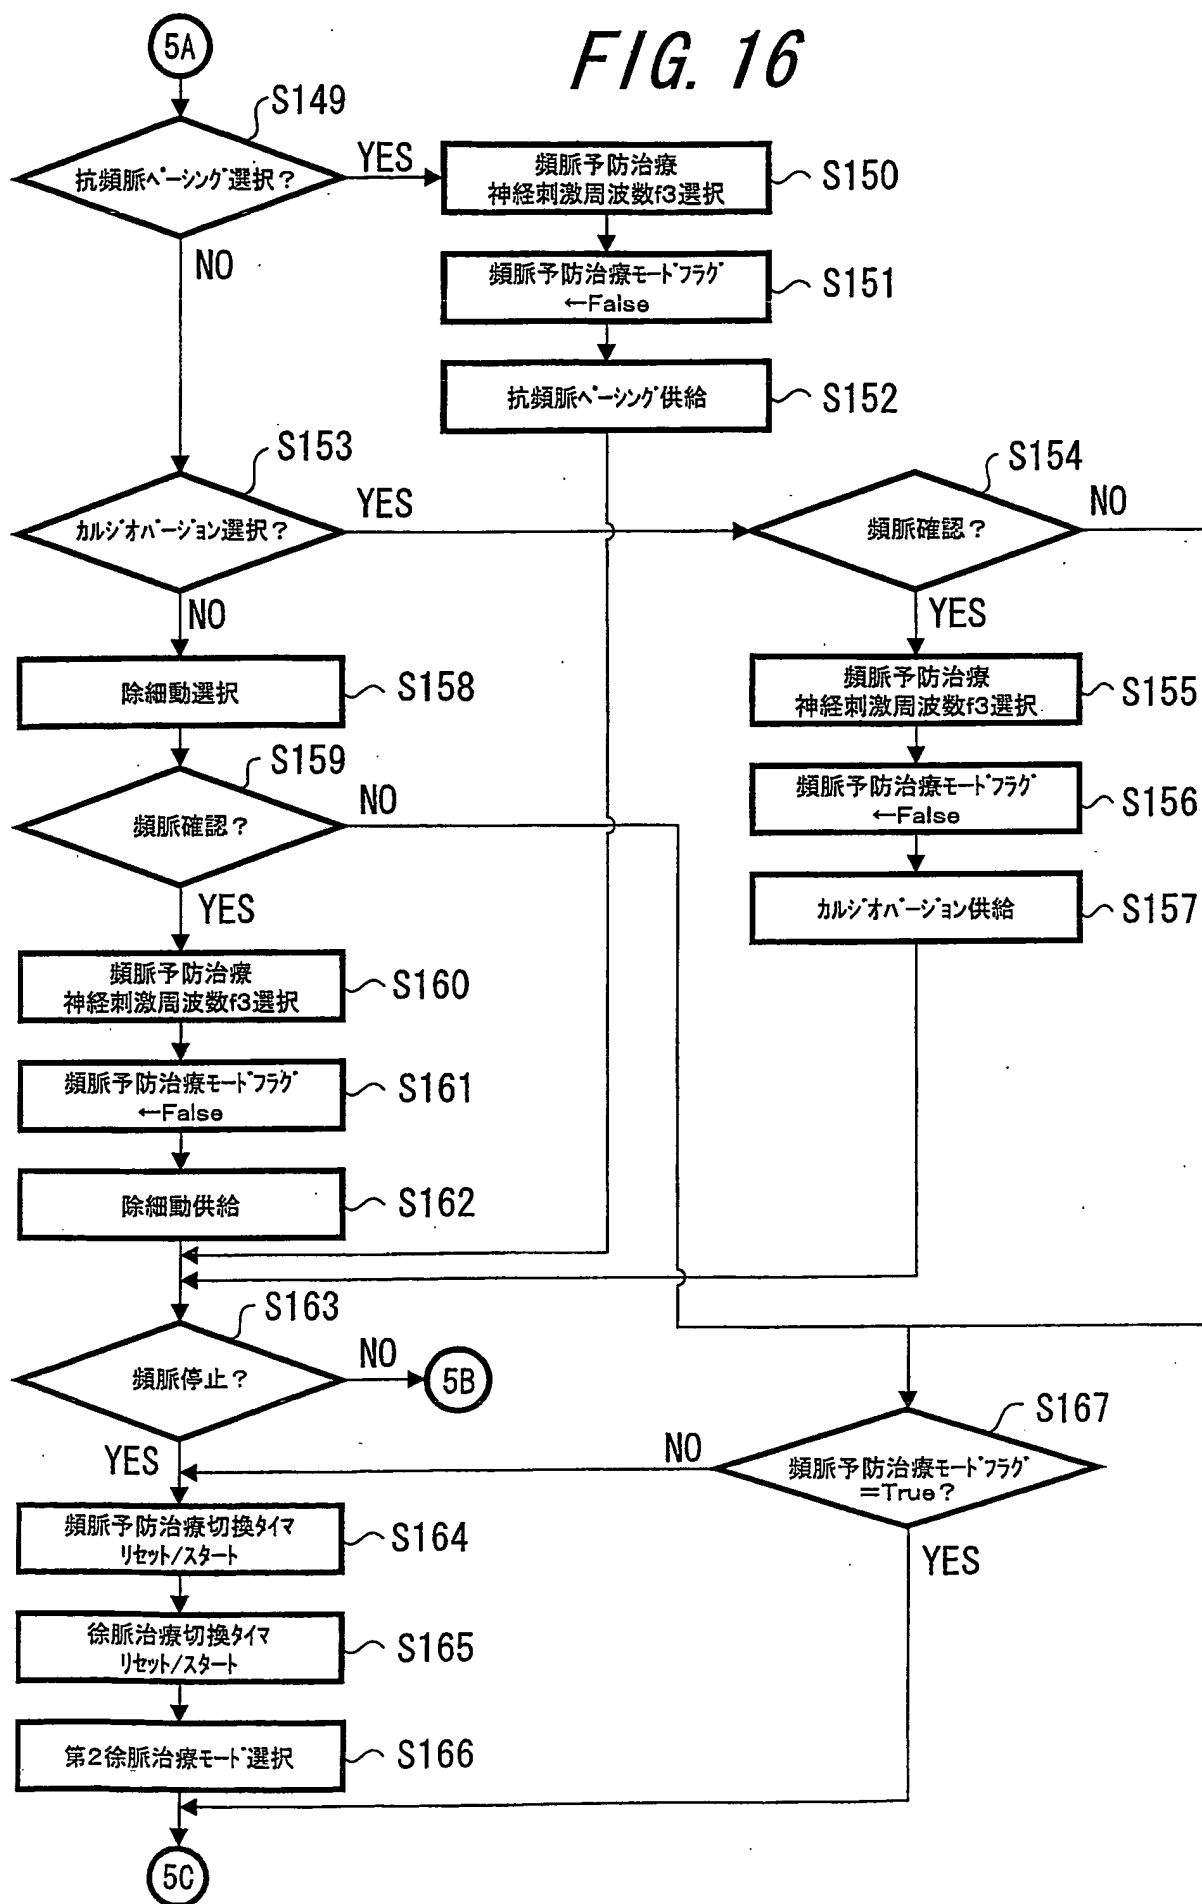 FIG. 16
5A
S149
抗頻脈ペーシング選択?
YES
NO
頻脈予防治療
神経刺激周波数f3選択
S150
頻脈予防治療モードフラグ
←False
S151
抗頻脈ペーシング供給
S152
S153
カルジオバージョン選択?
YES
NO
S154
頻脈確認?
NO
YES
頻脈予防治療
神経刺激周波数f3選択
S155
頻脈予防治療モードフラグ
←False
S156
カルジオバージョン供給
S157
除細動選択
S158
S159
頻脈確認?
NO
YES
頻脈予防治療
神経刺激周波数f3選択
S160
頻脈予防治療モードフラグ
←False
S161
除細動供給
S162
S163
頻脈停止?
NO
5B
YES
S167
頻脈予防治療モードフラグ
=True?
NO
YES
頻脈予防治療切換タイマ
リセット/スタート
S164
徐脈治療切換タイマ
リセット/スタート
S165
第2徐脈治療モード選択
S166
5C